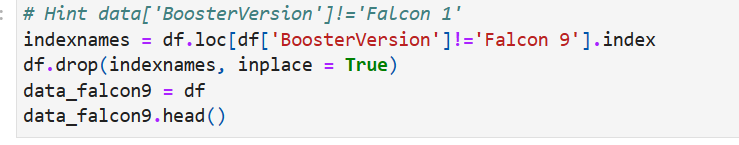 # Hint data['BoosterVersion']!='Falcon 1'
indexnames = df.loc[df['BoosterVersion']!='Falcon 9'].index
df.drop(indexnames, inplace = True)
data_falcon9 = df
data_falcon9.head()